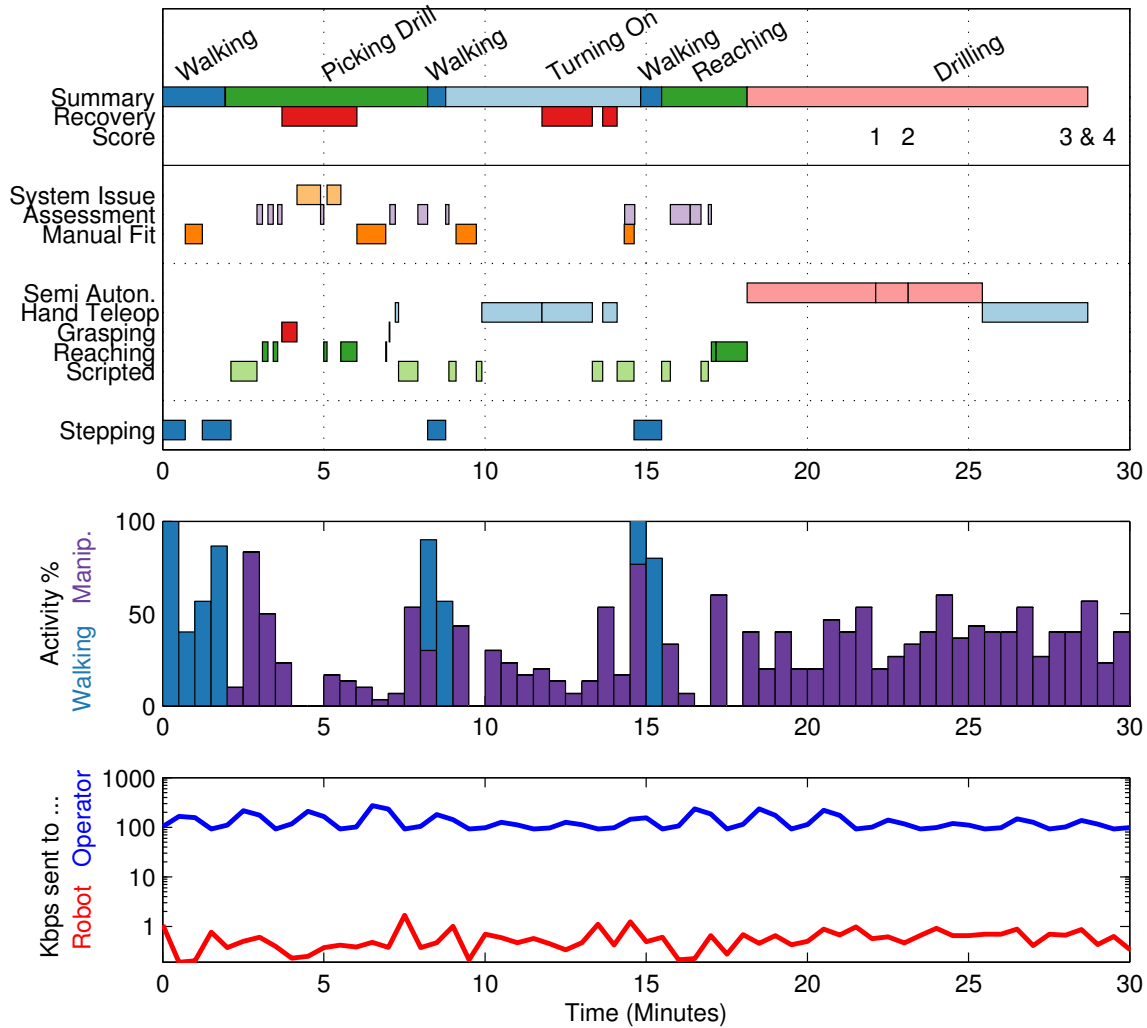 Walking Picking Drill Walking Turning On Walking Reaching Drilling
Summary
Recovery
Score 1 2 3 & 4
System Issue
Assessment
Manual Fit
Semi Auton.
Hand Teleop
Grasping
Reaching
Scripted
Stepping
0 5 10 15 20 25 30
Activity %
Walking Manip.
100
50
0
0 5 10 15 20 25 30
Kbps sent to ...
Robot Operator
1000
100
10
1
0 5 10 15 20 25 30
Time (Minutes)